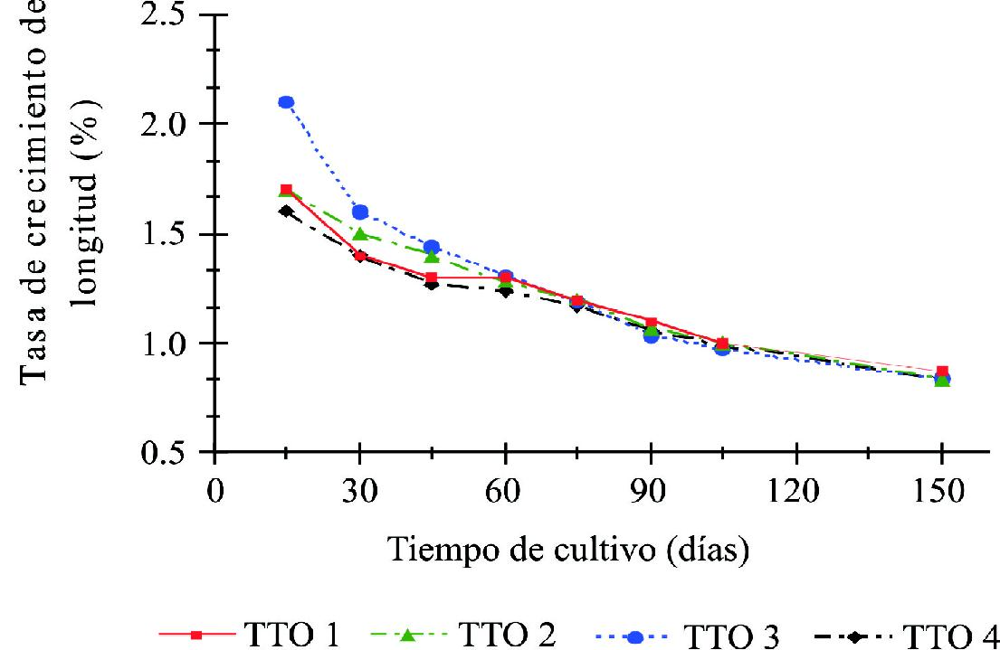 Tasa de crecimiento de
longitud (%)
2.5
2.0
1.5
1.0
0.5
0 30 60 90 120 150
Tiempo de cultivo (días)
TTO 1 TTO 2 TTO 3 TTO 4